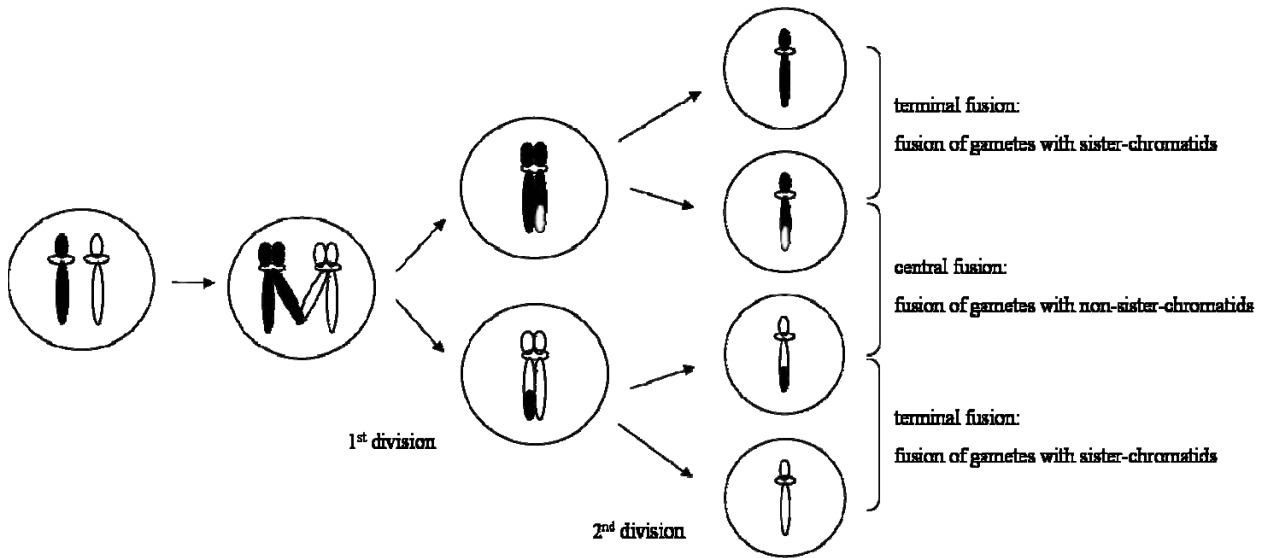 terminal fusion:
fusion of gametes with sister-chromatids
central fusion:
fusion of gametes with non-sister-chromatids
terminal fusion:
fusion of gametes with sister-chromatids
1st division
2nd division